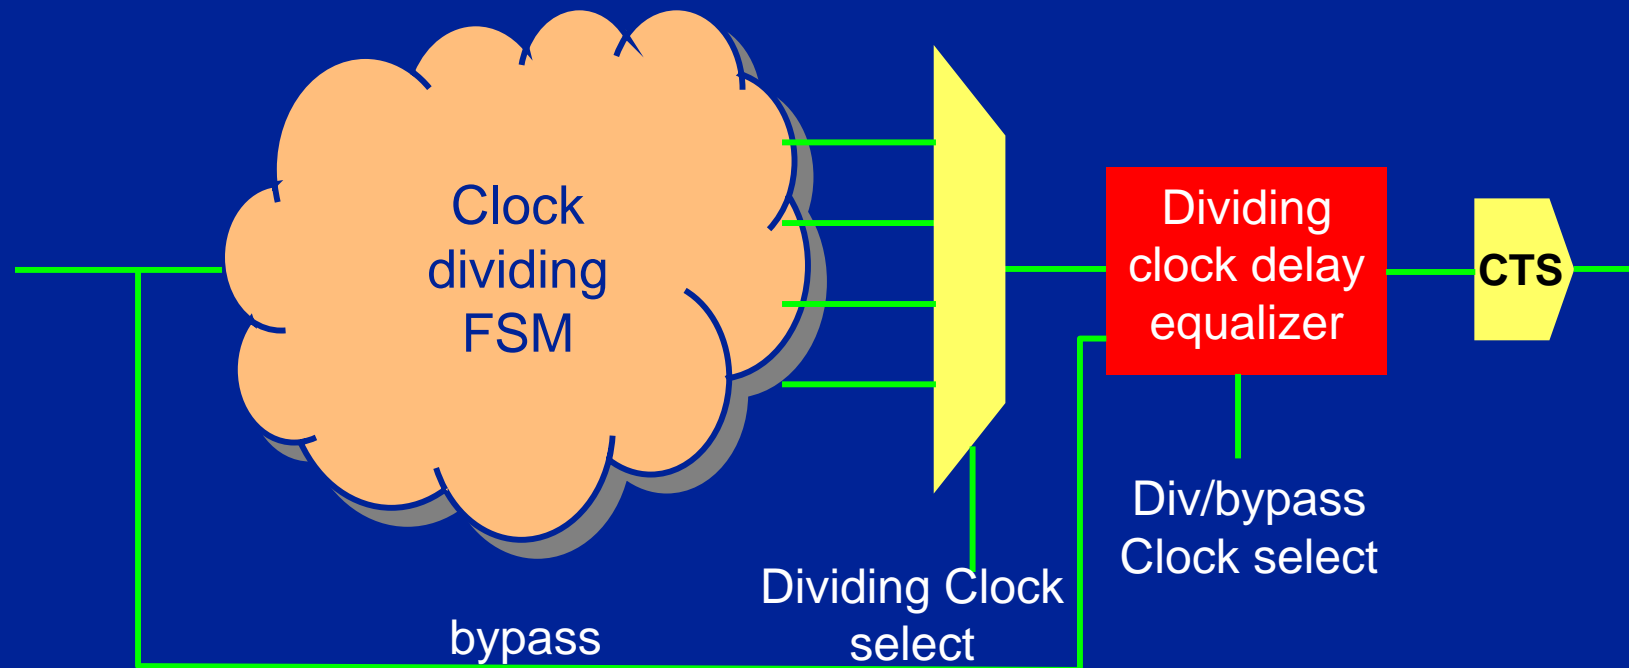 Clock
dividing
FSM
Dividing
clock delay
equalizer
CTS
Div/bypass
Clock select
Dividing Clock
select
bypass